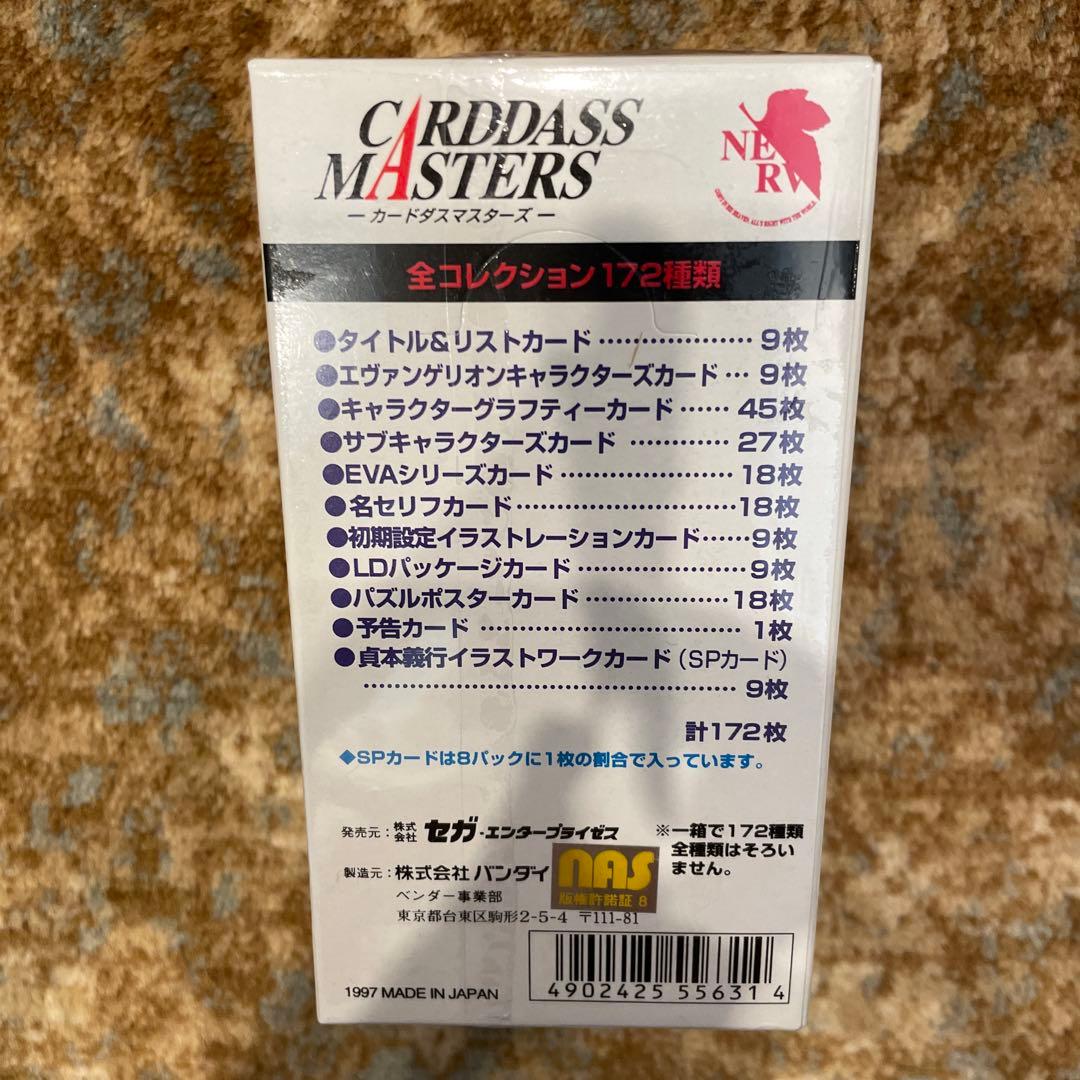 CARDDASS
MASTERS
― カードダスマスターズ ―
NERV
GOD'S IN HIS HEAVEN. ALL'S RIGHT WITH THE WORLD.
全コレクション172種類
●タイトル&リストカード ……………… 9枚
●エヴァンゲリオンキャラクターズカード … 9枚
●キャラクターグラフティーカード …… 45枚
●サブキャラクターズカード ………… 27枚
●EVAシリーズカード ……………… 18枚
●名セリフカード…………………18枚
●初期設定イラストレーションカード……9枚
●LDパッケージカード ……………… 9枚
●パズルポスターカード …………… 18枚
●予告カード …………………………… 1枚
●貞本義行イラストワークカード(SPカード)
……………………………………… 9枚
計172枚
◆SPカードは8パックに1枚の割合で入っています。
発売元:株式会社 セガ・エンタープライゼス
※一箱で172種類
全種類はそろい
ません。
製造元:株式会社 バンダイ
ベンダー事業部
東京都台東区駒形2-5-4 〒111-81
nas
版権許諾証 8
4902425 556314
1997 MADE IN JAPAN